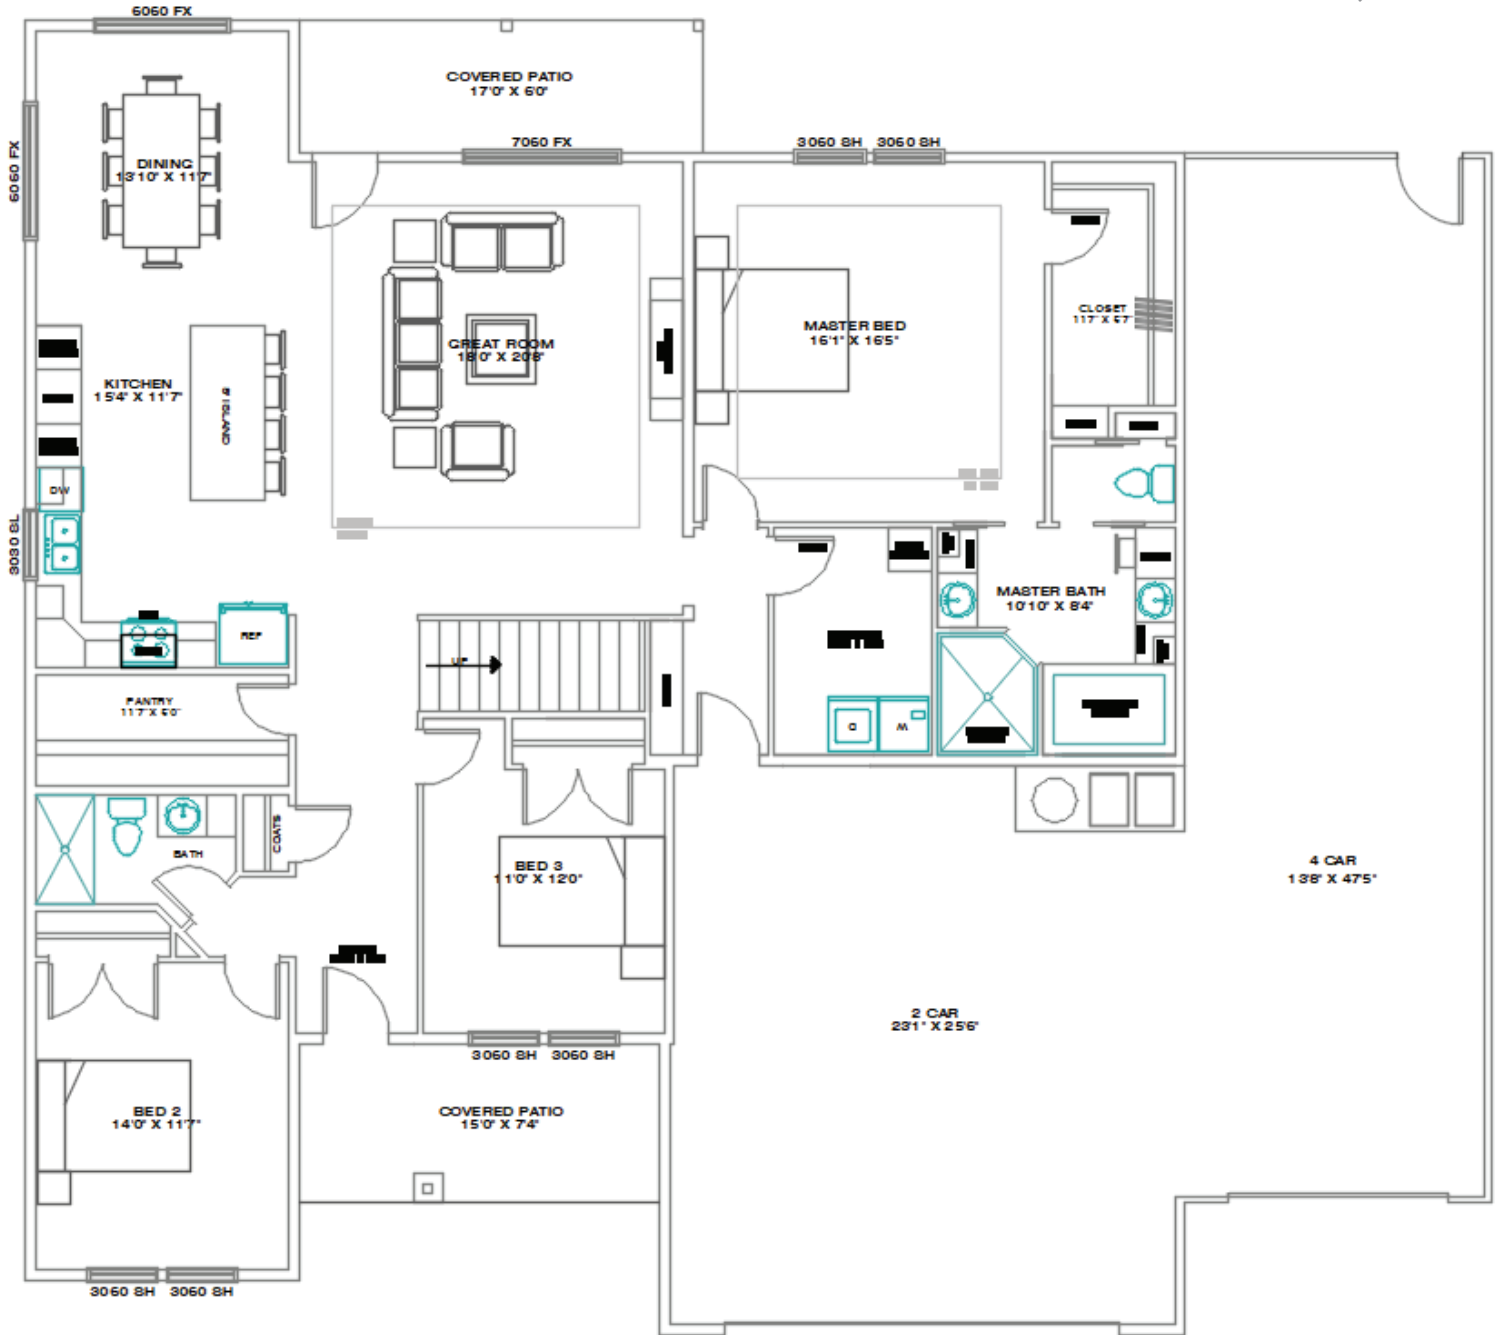 6060 FX
COVERED PATIO
17'0" X 6'0"
7060 FX
3060 SH 3060 SH
6060 FX
DINING
13'10" X 11'7"
GREAT ROOM
18'0" X 20'8"
MASTER BED
16'1" X 16'5"
CLOSET
11'7" X 6'7"
KITCHEN
15'4" X 11'7"
8' ISLAND
DW
3030 SL
REF
UP
MASTER BATH
10'10" X 8'4"
PANTRY
11'7" X 6'0"
D W
COATS
BATH
BED 3
11'0" X 12'0"
4 CAR
13'8" X 47'5"
2 CAR
23'1" X 25'6"
3060 SH 3060 SH
BED 2
14'0" X 11'7"
COVERED PATIO
15'0" X 7'4"
3060 SH 3060 SH